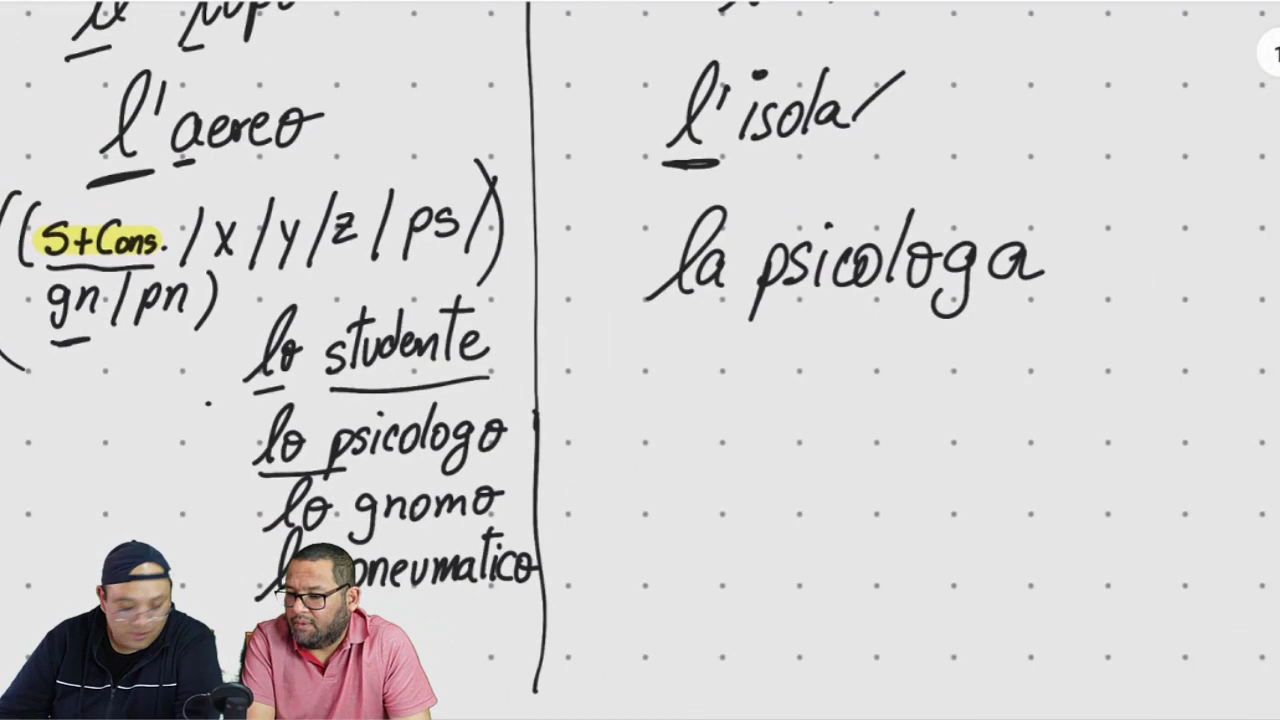 l'aereo
((S+Cons. / X / y / z / ps /)
gn / pn)
lo studente
lo psicologo
lo gnomo
pneumatico
l'isola
la psicologa